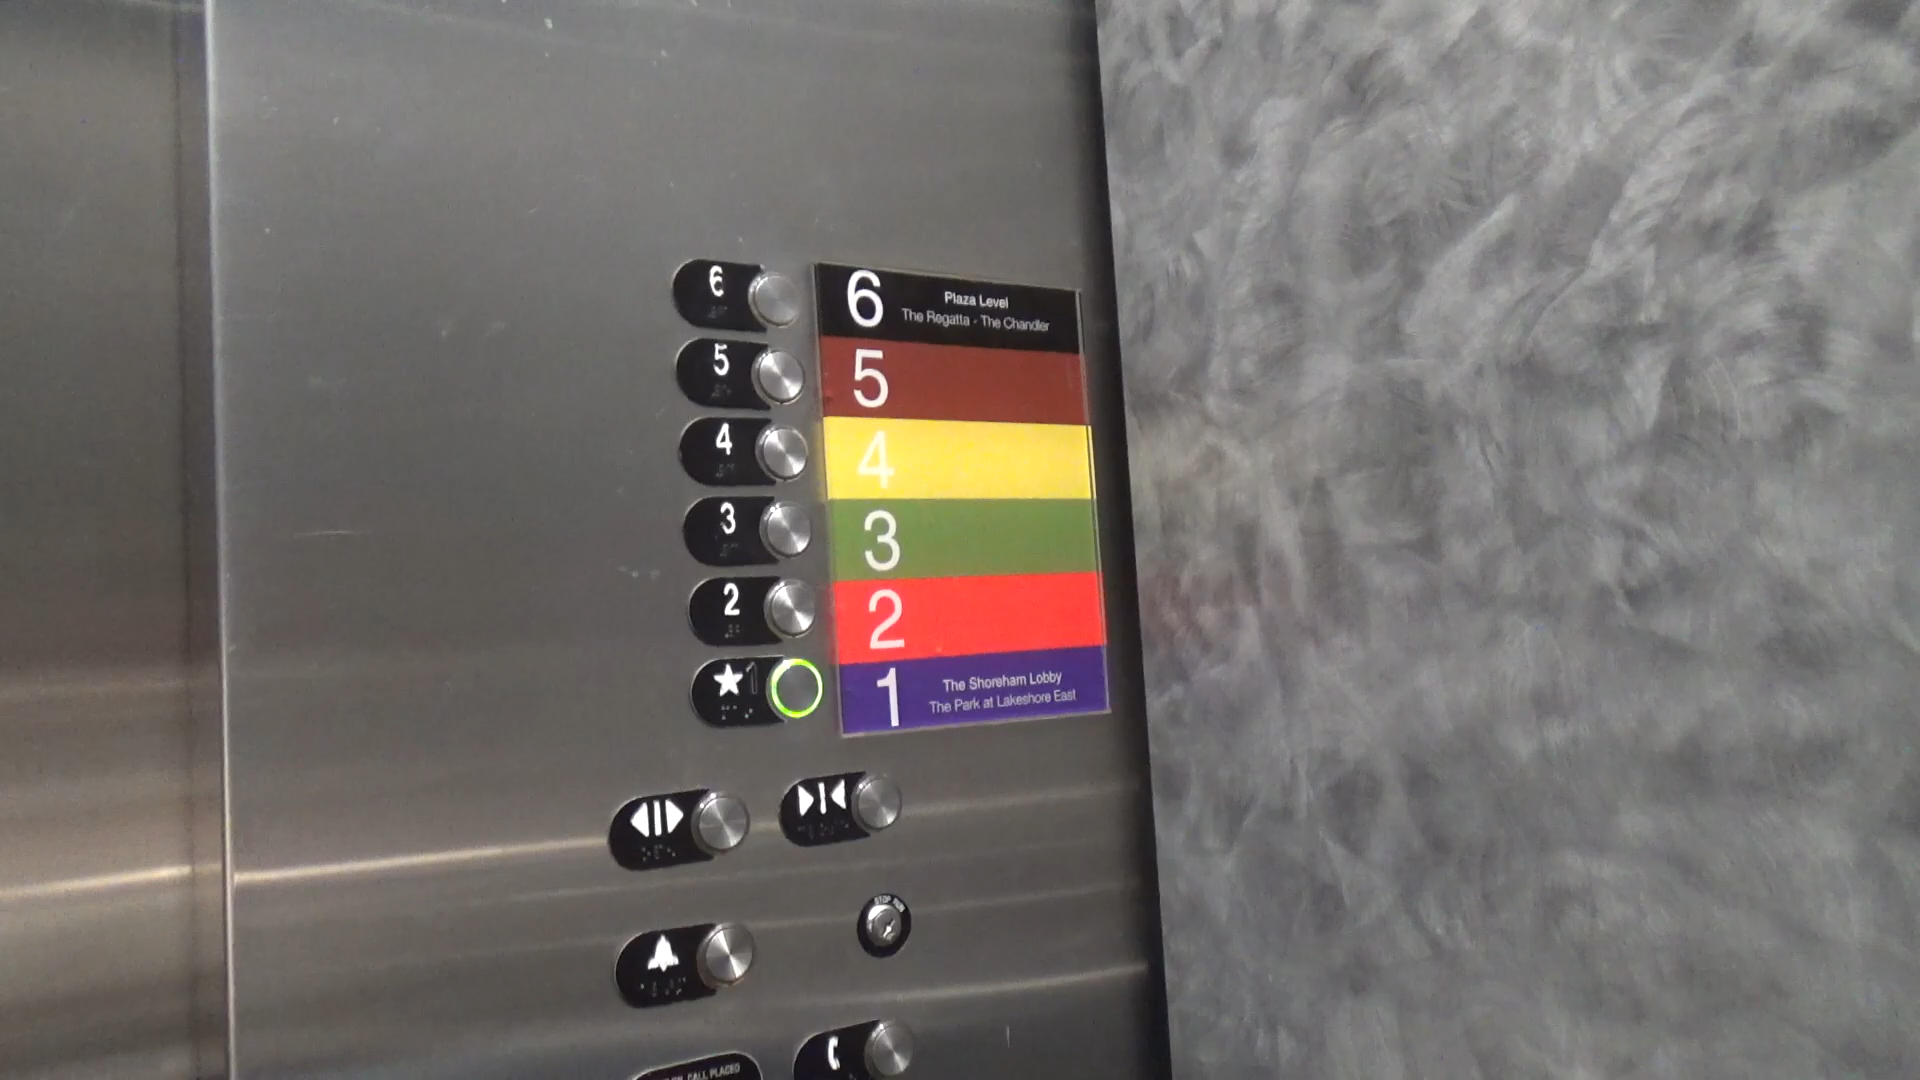 6
6
Plaza Level
The Regatta - The Chandler
5
5
4
4
3
3
2
2
★1
1
The Shoreham Lobby
The Park at Lakeshore East
STOP RUN
CALL PLACED